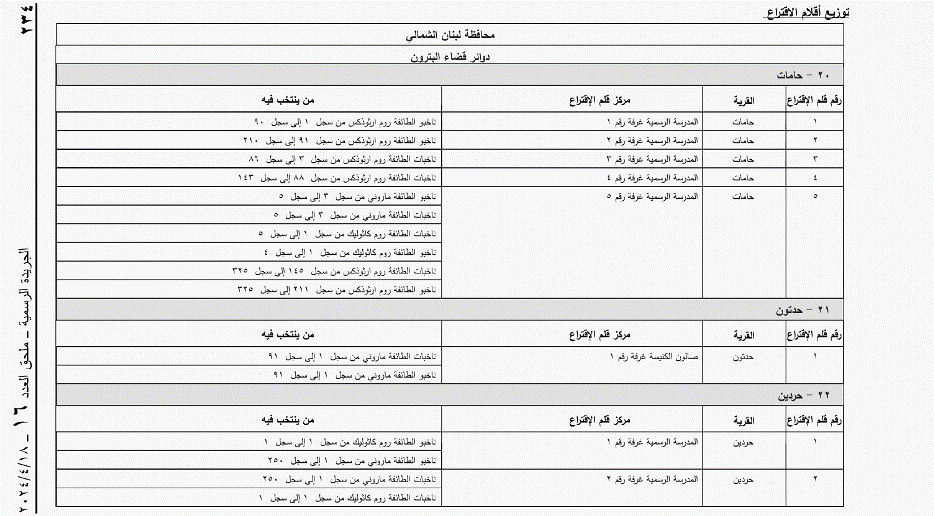 توزيع أقلام الاقتراع
٢٣٤
محافظة لبنان الشمالي
دوائر قضاء البترون
٢٠ - حامات
رقم قلم الإقتراع القرية مركز قلم الإقتراع من ينتخب فيه
١ حامات المدرسة الرسمية غرفة رقم ١ ناخبو الطائفة روم ارثوذكس من سجل ١ إلى سجل ٩٠
٢ حامات المدرسة الرسمية غرفة رقم ٢ ناخبو الطائفة روم ارثوذكس من سجل ٩١ إلى سجل ٢١٠
٣ حامات المدرسة الرسمية غرفة رقم ٣ ناخبات الطائفة روم ارثوذكس من سجل ٣ إلى سجل ٨٦
٤ حامات المدرسة الرسمية غرفة رقم ٤ ناخبات الطائفة روم ارثوذكس من سجل ٨٨ إلى سجل ١٤٣
٥ حامات المدرسة الرسمية غرفة رقم ٥ ناخبو الطائفة ماروني من سجل ٣ إلى سجل ٥
ناخبات الطائفة ماروني من سجل ٣ إلى سجل ٥
ناخبات الطائفة روم كاثوليك من سجل ١ إلى سجل ٥
ناخبو الطائفة روم كاثوليك من سجل ١ إلى سجل ٤
ناخبات الطائفة روم ارثوذكس من سجل ١٤٥ إلى سجل ٣٢٥
ناخبو الطائفة روم ارثوذكس من سجل ٢١١ إلى سجل ٣٢٥
٢١ - حدتون
رقم قلم الإقتراع القرية مركز قلم الإقتراع من ينتخب فيه
١ حدتون صالون الكنيسة غرفة رقم ١ ناخبات الطائفة ماروني من سجل ١ إلى سجل ٩١
ناخبو الطائفة ماروني من سجل ١ إلى سجل ٩١
٢٢ - حردين
رقم قلم الإقتراع القرية مركز قلم الإقتراع من ينتخب فيه
١ حردين المدرسة الرسمية غرفة رقم ١ ناخبو الطائفة روم كاثوليك من سجل ١ إلى سجل ١
ناخبو الطائفة ماروني من سجل ١ إلى سجل ٢٥٠
٢ حردين المدرسة الرسمية غرفة رقم ٢ ناخبات الطائفة ماروني من سجل ١ إلى سجل ٢٥٠
ناخبات الطائفة روم كاثوليك من سجل ١ إلى سجل ١
الجريدة الرسمية ـ ملحق العدد ١٦ ـ ٢٠٢٤/٤/١٨